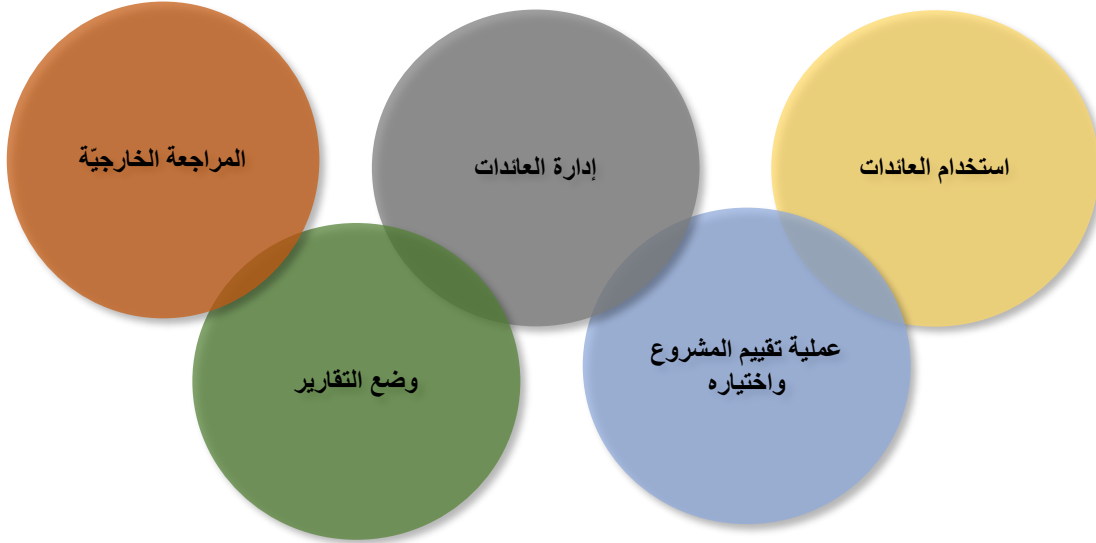 استخدام العائدات
عملية تقييم المشروع
واختياره
إدارة العائدات
وضع التقارير
المراجعة الخارجيّة